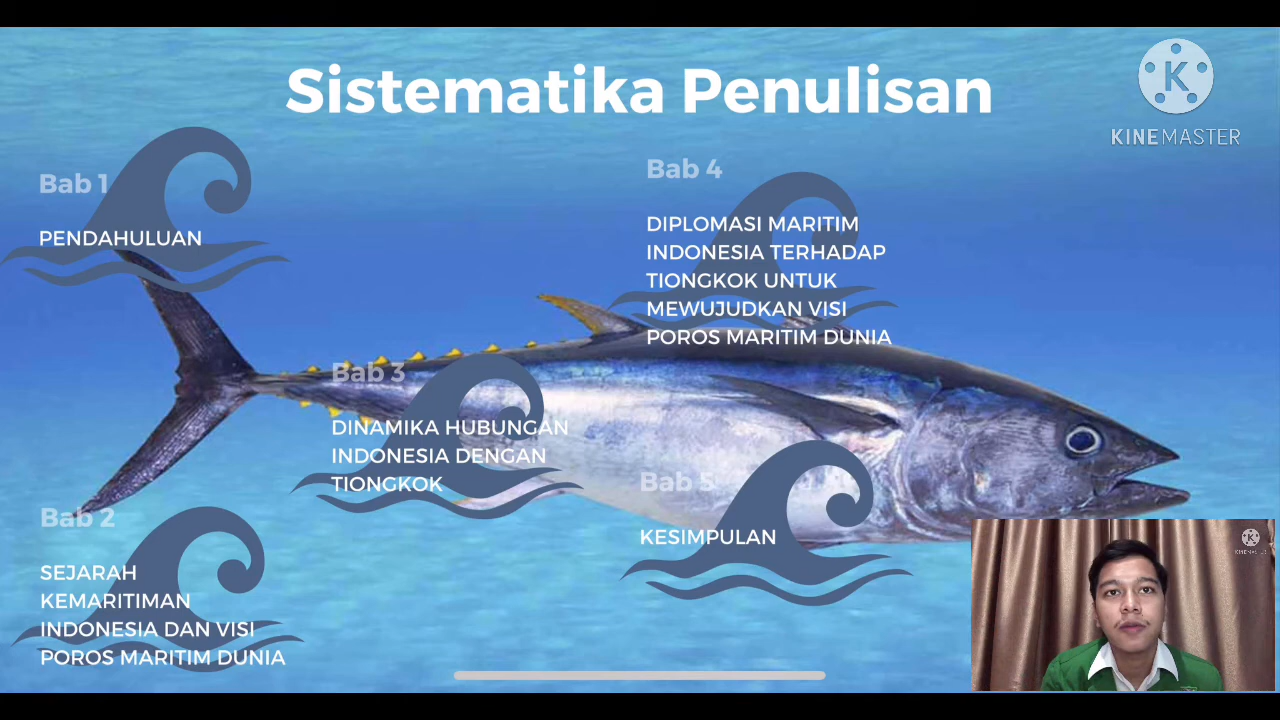 Sistematika Penulisan
KINEMASTER
Bab 1
PENDAHULUAN
Bab 2
SEJARAH
KEMARITIMAN
INDONESIA DAN VISI
POROS MARITIM DUNIA
Bab 3
DINAMIKA HUBUNGAN
INDONESIA DENGAN
TIONGKOK
Bab 4
DIPLOMASI MARITIM
INDONESIA TERHADAP
TIONGKOK UNTUK
MEWUJUDKAN VISI
POROS MARITIM DUNIA
Bab 5
KESIMPULAN
KINEMASTER